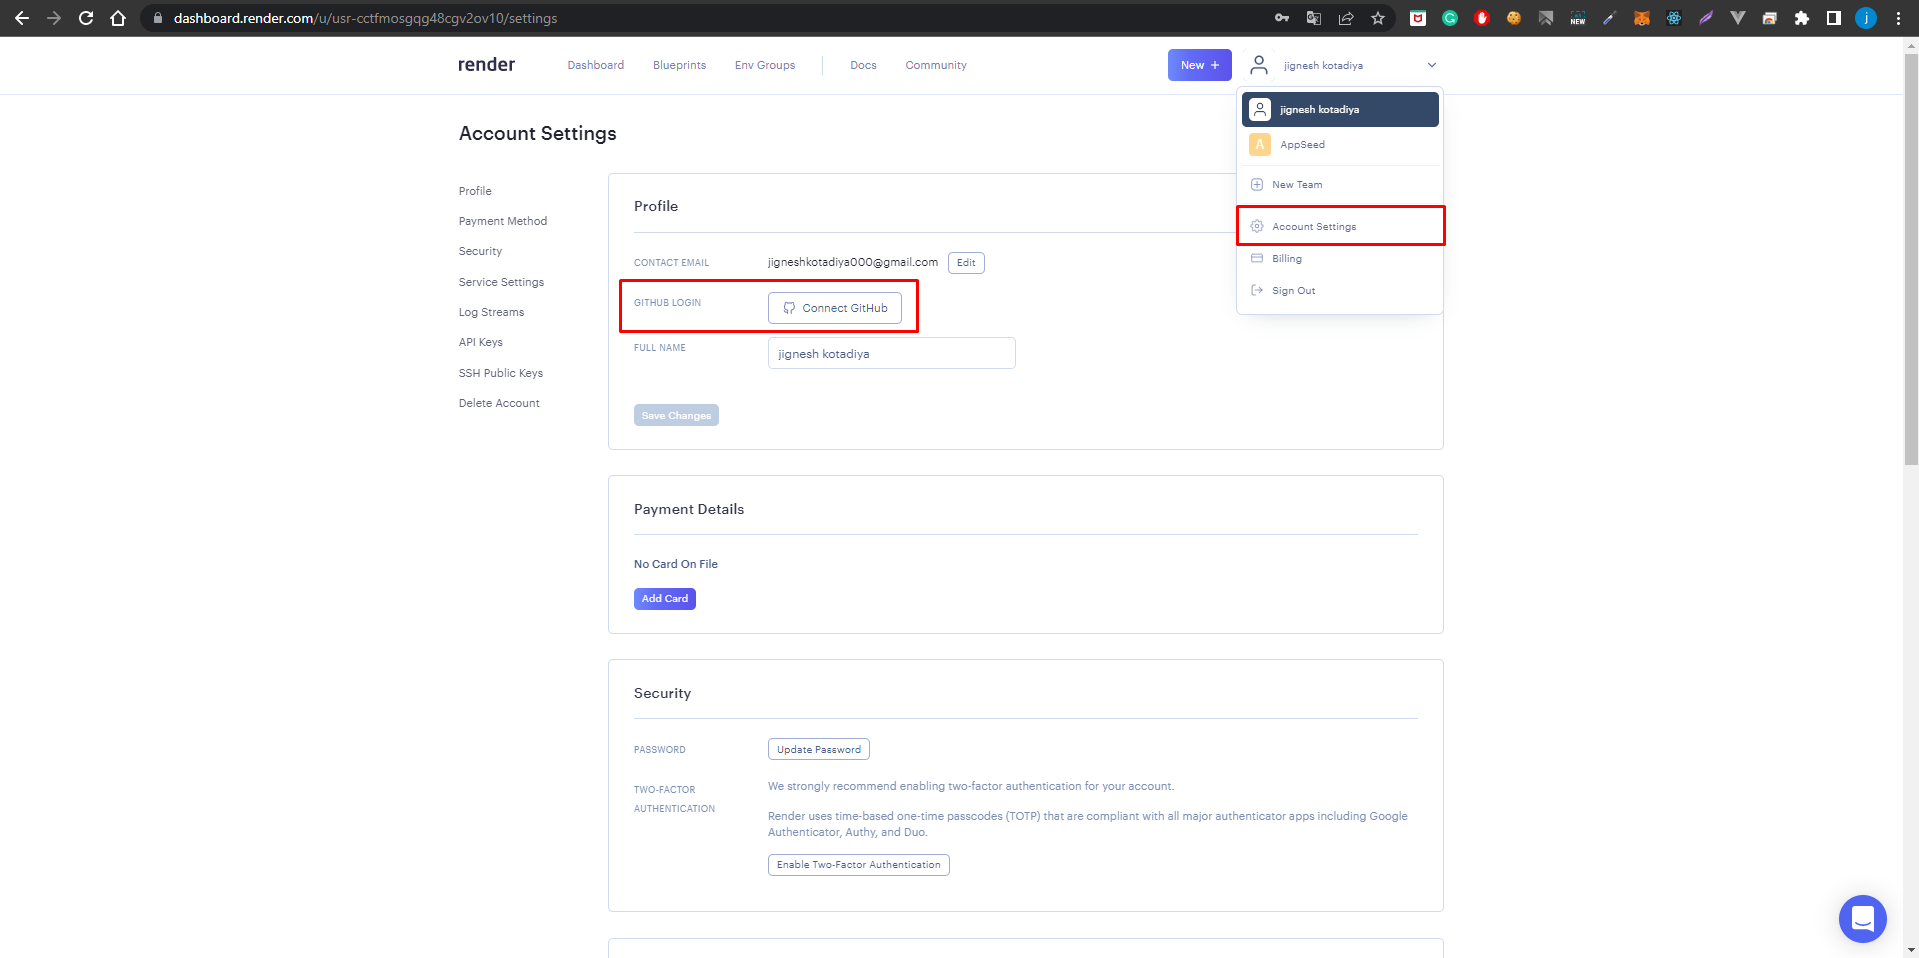 dashboard.render.com/u/usr-cctfmosgqg48cgv2ov10/settings
NEW
j
render
Dashboard
Blueprints
Env Groups
Docs
Community
New +
jignesh kotadiya
jignesh kotadiya
A AppSeed
New Team
Account Settings
Billing
Sign Out
Account Settings
Profile
Payment Method
Security
Service Settings
Log Streams
API Keys
SSH Public Keys
Delete Account
Profile
CONTACT EMAIL
jigneshkotadiya000@gmail.com
Edit
GITHUB LOGIN
Connect GitHub
FULL NAME
jignesh kotadiya
Save Changes
Payment Details
No Card On File
Add Card
Security
PASSWORD
Update Password
TWO-FACTOR
AUTHENTICATION
We strongly recommend enabling two-factor authentication for your account.
Render uses time-based one-time passcodes (TOTP) that are compliant with all major authenticator apps including Google
Authenticator, Authy, and Duo.
Enable Two-Factor Authentication